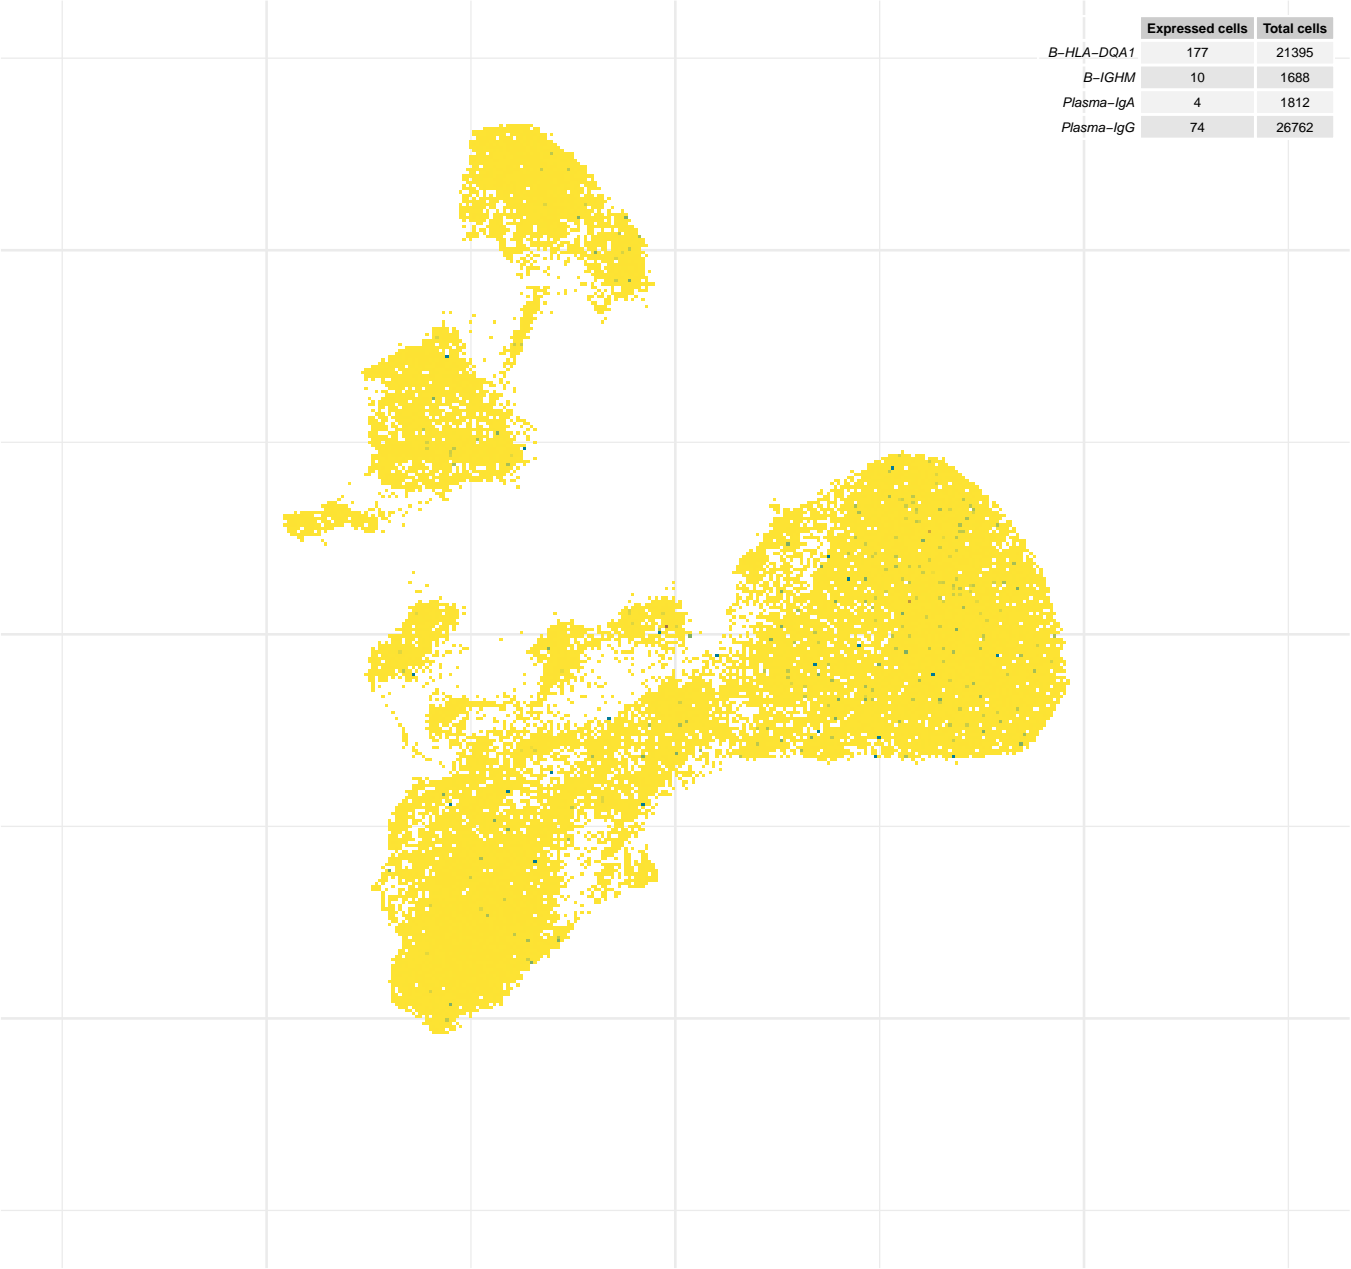 Expressed cells Total cells
B−HLA−DQA1 177 21395
B−IGHM 10 1688
Plasma−IgA 4 1812
Plasma−IgG 74 26762